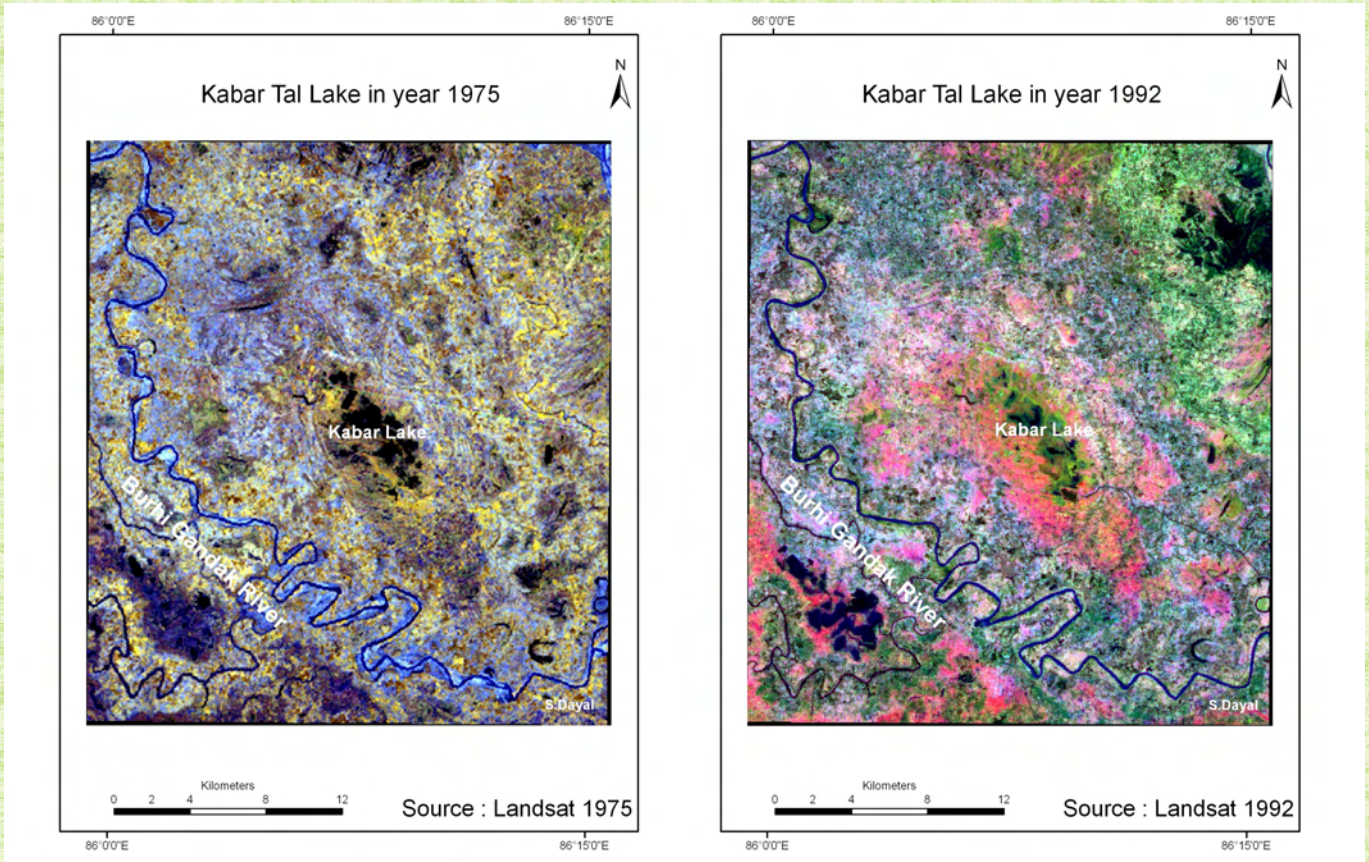 86°0'0"E
86°15'0"E
N
Kabar Tal Lake in year 1975
Kabar Lake
Burhi Gandak River
S.Dayal
Kilometers
0 2 4 8 12
Source : Landsat 1975
86°0'0"E
86°15'0"E
86°0'0"E
86°15'0"E
N
Kabar Tal Lake in year 1992
Kabar Lake
Burhi Gandak River
S.Dayal
Kilometers
0 2 4 8 12
Source : Landsat 1992
86°0'0"E
86°15'0"E